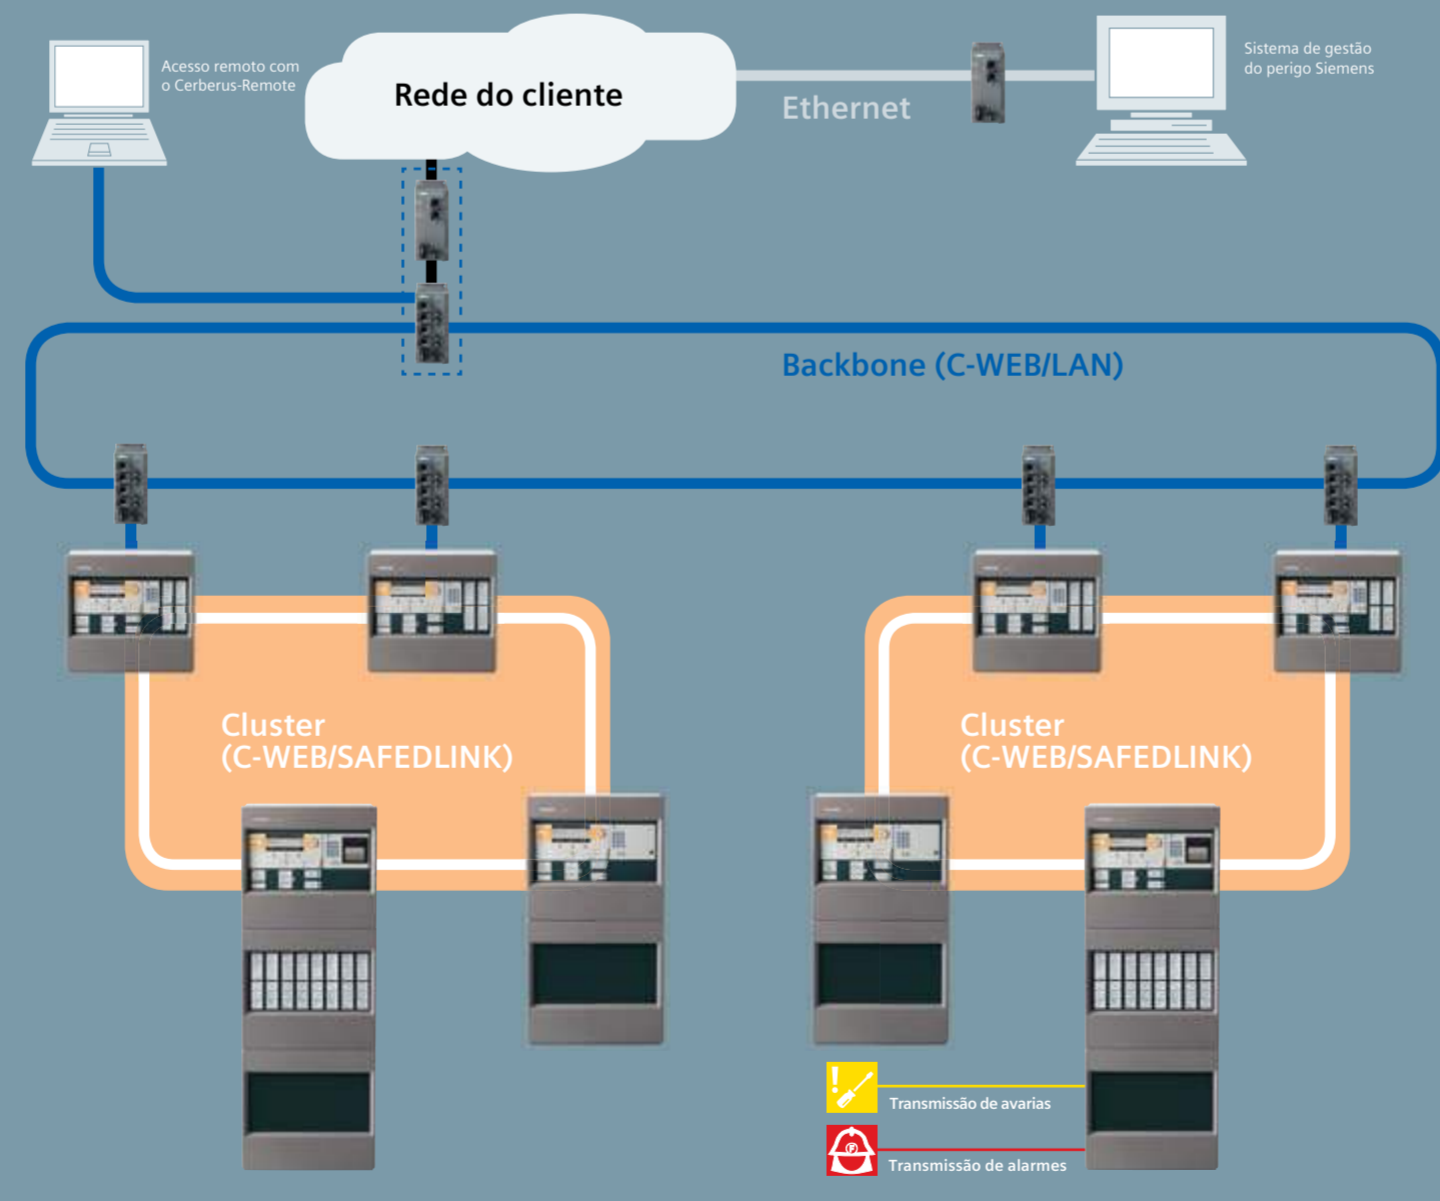 Acesso remoto com
o Cerberus-Remote
Rede do cliente
Ethernet
Sistema de gestão
do perigo Siemens
Backbone (C-WEB/LAN)
Cluster
(C-WEB/SAFEDLINK)
Cluster
(C-WEB/SAFEDLINK)
Transmissão de avarias
Transmissão de alarmes